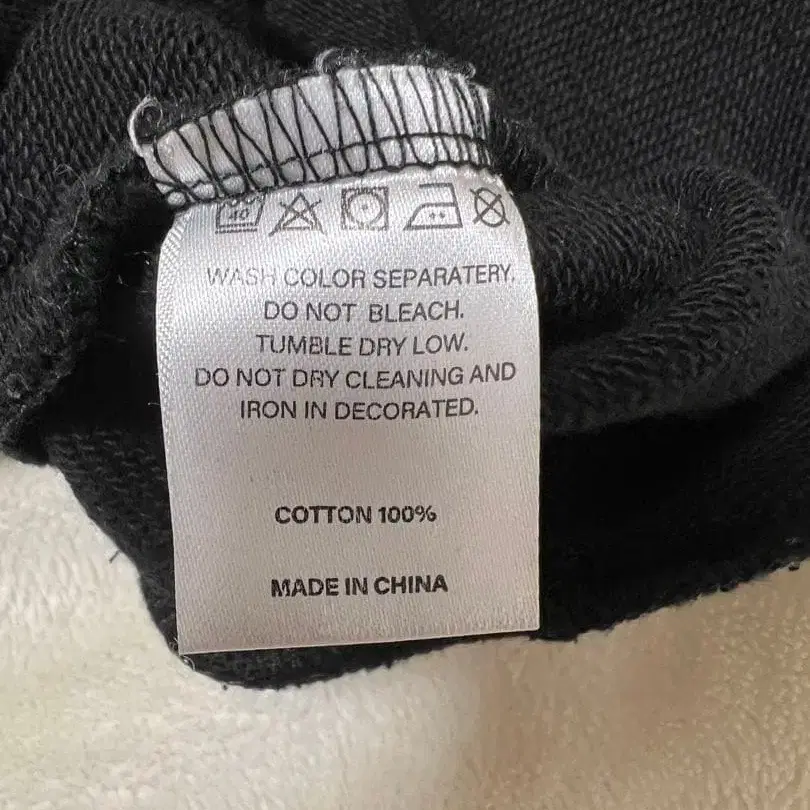 40
WASH COLOR SEPARATERY.
DO NOT BLEACH.
TUMBLE DRY LOW.
DO NOT DRY CLEANING AND
IRON IN DECORATED.
COTTON 100%
MADE IN CHINA